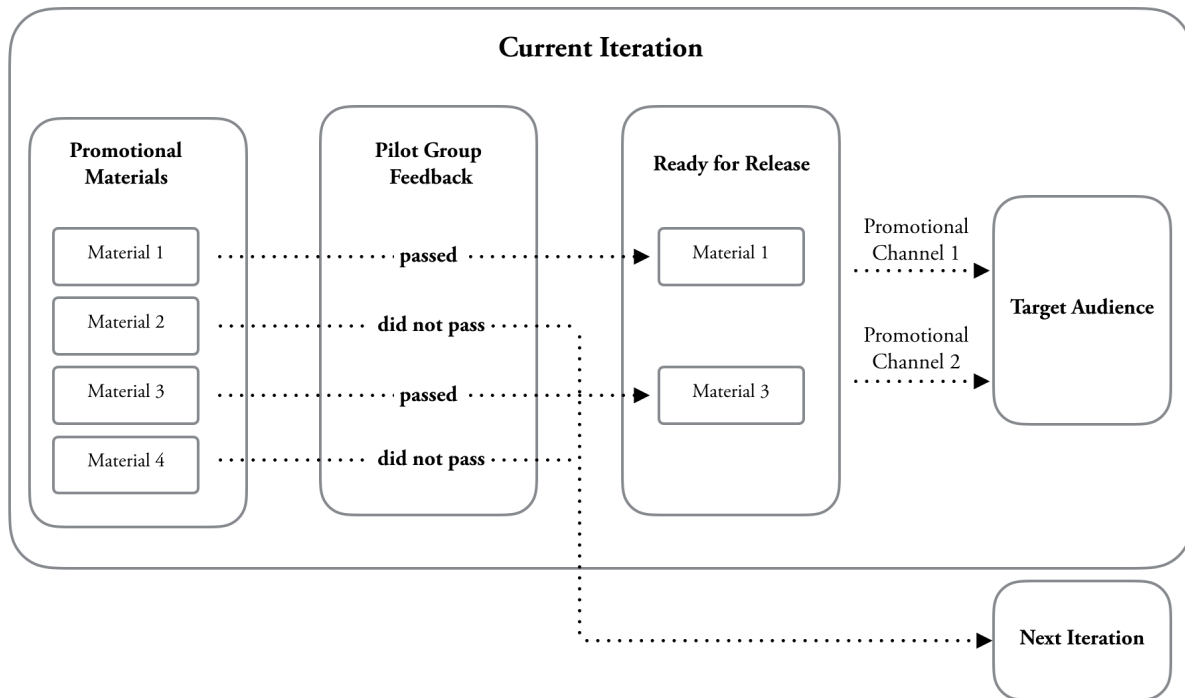 Current Iteration
Promotional
Materials
Material 1
Material 2
Material 3
Material 4
Pilot Group
Feedback
passed
did not pass
passed
did not pass
Ready for Release
Material 1
Material 3
Promotional
Channel 1
Promotional
Channel 2
Target Audience
Next Iteration